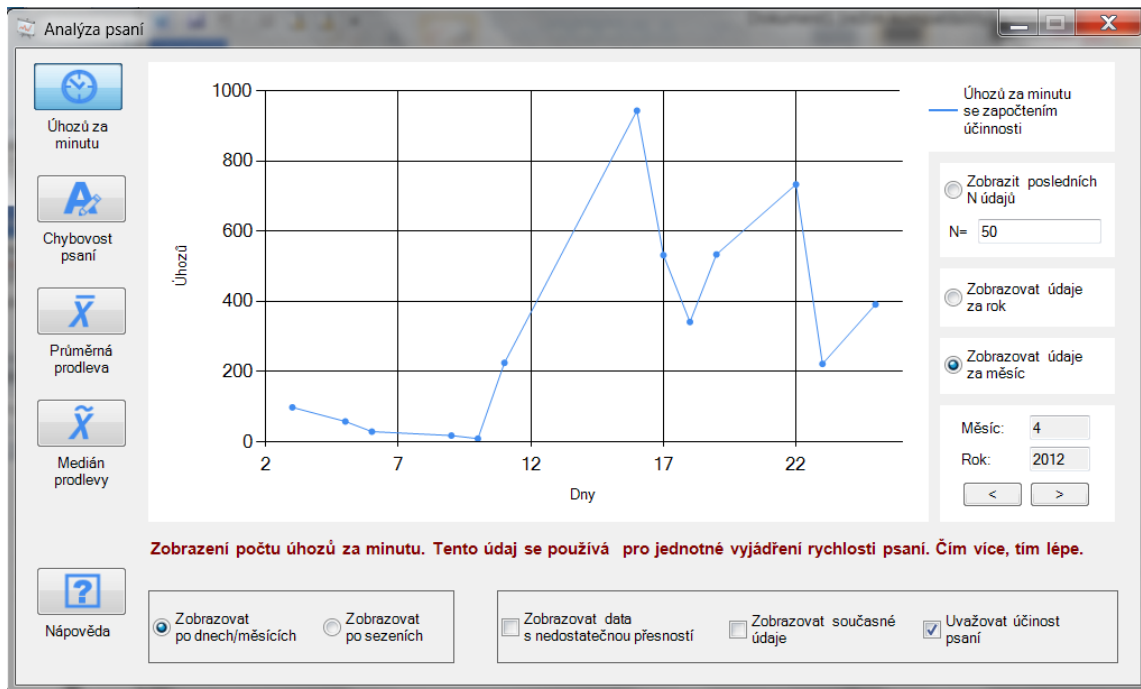 Analýza psaní
Úhozů za
minutu
Chybovost
psaní
Průměrná
prodleva
Medián
prodlevy
Nápověda
1000
800
600
400
200
0
Úhozů
2
7
12
17
22
Dny
Úhozů za minutu
se započtením
účinnosti
Zobrazit posledních
N údajů
N= 50
Zobrazovat údaje
za rok
Zobrazovat údaje
za měsíc
Měsíc: 4
Rok: 2012
< >
Zobrazení počtu úhozů za minutu. Tento údaj se používá pro jednotné vyjádření rychlosti psaní. Čím více, tím lépe.
Zobrazovat
po dnech/měsících
Zobrazovat
po sezeních
Zobrazovat data
s nedostatečnou přesností
Zobrazovat současné
údaje
Uvažovat účinost
psaní